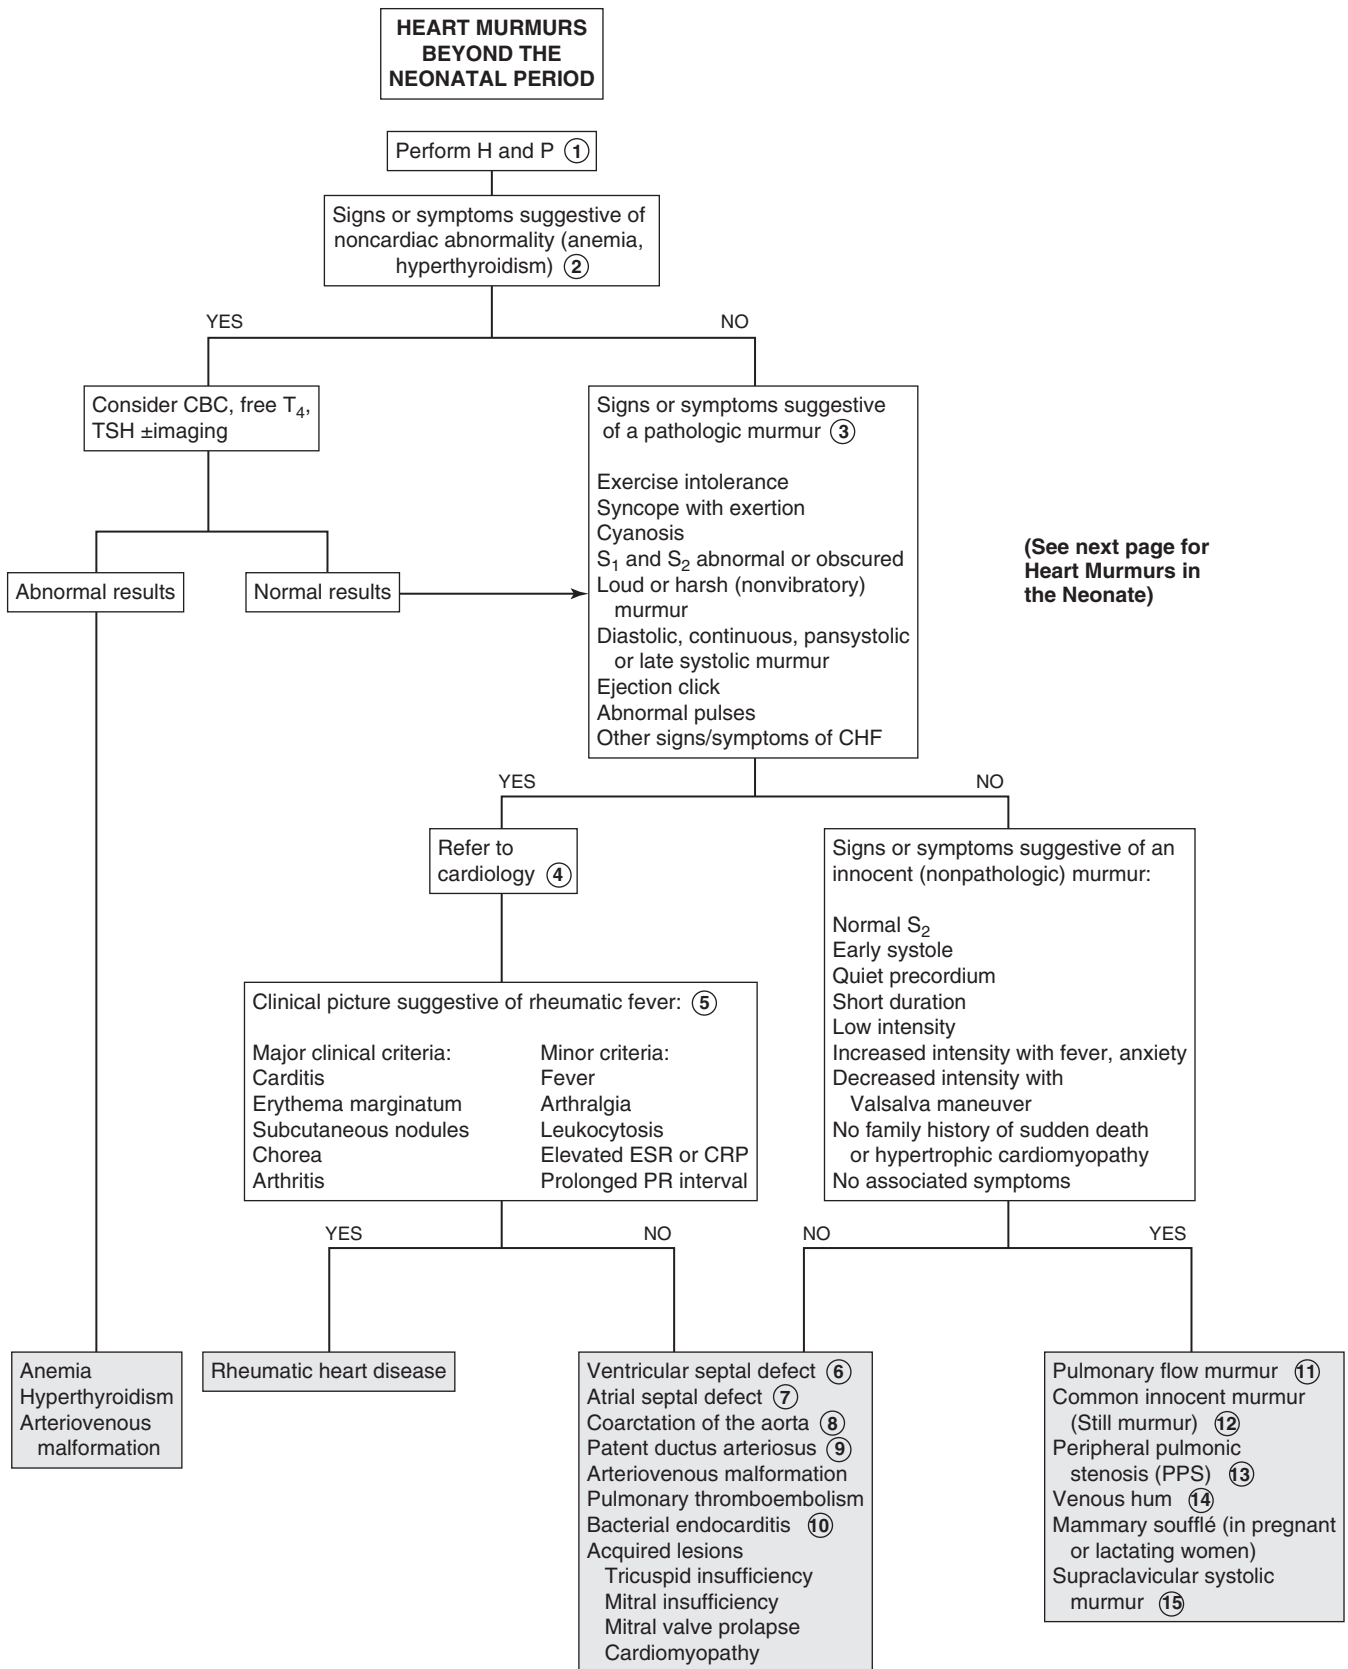 HEART MURMURS
BEYOND THE
NEONATAL PERIOD
Perform H and P ①
Signs or symptoms suggestive of
noncardiac abnormality (anemia,
hyperthyroidism) ②
YES
NO
Consider CBC, free T₄,
TSH ±imaging
Abnormal results
Normal results
Signs or symptoms suggestive
of a pathologic murmur ③
Exercise intolerance
Syncope with exertion
Cyanosis
S₁ and S₂ abnormal or obscured
Loud or harsh (nonvibratory)
murmur
Diastolic, continuous, pansystolic
or late systolic murmur
Ejection click
Abnormal pulses
Other signs/symptoms of CHF
(See next page for
Heart Murmurs in
the Neonate)
YES
NO
Refer to
cardiology ④
Signs or symptoms suggestive of an
innocent (nonpathologic) murmur:
Normal S₂
Early systole
Quiet precordium
Short duration
Low intensity
Increased intensity with fever, anxiety
Decreased intensity with
Valsalva maneuver
No family history of sudden death
or hypertrophic cardiomyopathy
No associated symptoms
Clinical picture suggestive of rheumatic fever: ⑤
Major clinical criteria:
Carditis
Erythema marginatum
Subcutaneous nodules
Chorea
Arthritis
Minor criteria:
Fever
Arthralgia
Leukocytosis
Elevated ESR or CRP
Prolonged PR interval
YES
NO
NO
YES
Anemia
Hyperthyroidism
Arteriovenous
malformation
Rheumatic heart disease
Ventricular septal defect ⑥
Atrial septal defect ⑦
Coarctation of the aorta ⑧
Patent ductus arteriosus ⑨
Arteriovenous malformation
Pulmonary thromboembolism
Bacterial endocarditis ⑩
Acquired lesions
Tricuspid insufficiency
Mitral insufficiency
Mitral valve prolapse
Cardiomyopathy
Pulmonary flow murmur ⑪
Common innocent murmur
(Still murmur) ⑫
Peripheral pulmonic
stenosis (PPS) ⑬
Venous hum ⑭
Mammary soufflé (in pregnant
or lactating women)
Supraclavicular systolic
murmur ⑮